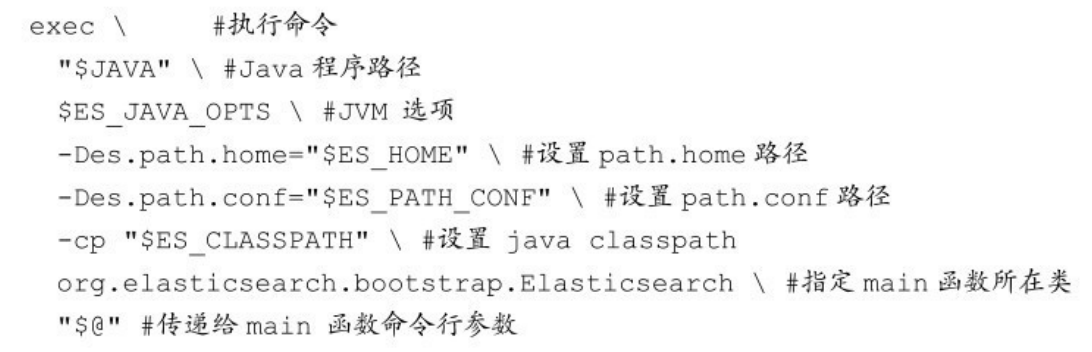 exec \      #执行命令
"$JAVA" \ #Java 程序路径
$ES_JAVA_OPTS \ #JVM 选项
-Des.path.home="$ES_HOME" \ #设置 path.home 路径
-Des.path.conf="$ES_PATH_CONF" \ #设置 path.conf 路径
-cp "$ES_CLASSPATH" \ #设置 java classpath
org.elasticsearch.bootstrap.Elasticsearch \ #指定 main 函数所在类
"$@" #传递给 main 函数命令行参数